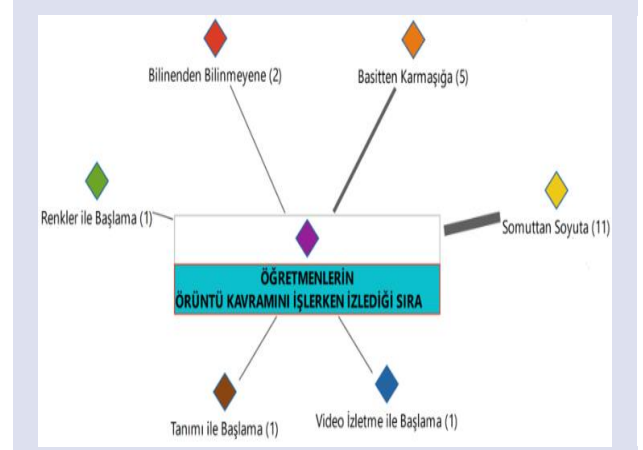 Bilinenden Bilinmeyene (2)
Basitten Karmaşığa (5)
Renkler ile Başlama (1)
Somuttan Soyuta (11)
ÖĞRETMENLERİN
ÖRÜNTÜ KAVRAMINI İŞLERKEN İZLEDİĞİ SIRA
Tanımı ile Başlama (1)
Video İzletme ile Başlama (1)